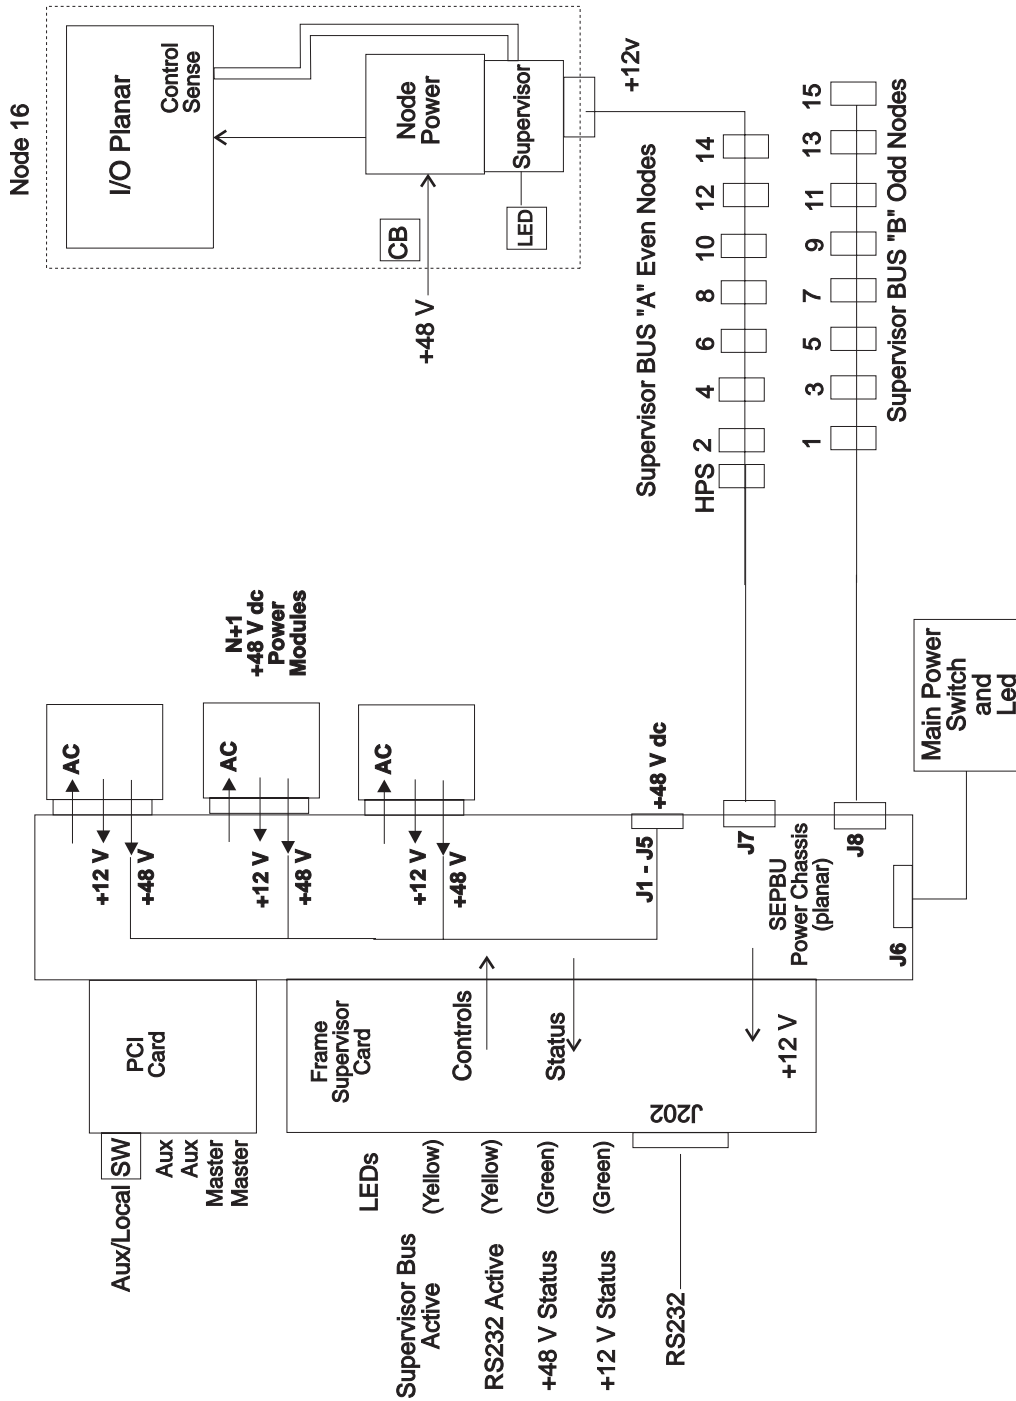 Aux/Local SW
Aux
Aux
Master
Master
PCI
Card
LEDs
Supervisor Bus
Active
(Yellow)
RS232 Active
(Yellow)
+48 V Status
(Green)
+12 V Status
(Green)
RS232
J202
Frame
Supervisor
Card
Controls
Status
+12 V
+12 V
+48 V
AC
+12 V
+48 V
AC
+12 V
+48 V
AC
N+1
+48 V dc
Power
Modules
J1 - J5
+48 V dc
SEPBU
Power Chassis
(planar)
J7
J8
J6
Main Power
Switch
and
Led
Node 16
I/O Planar
Control
Sense
Node
Power
Supervisor
CB
LED
+48 V
+12v
Supervisor BUS "A" Even Nodes
HPS 2 4 6 8 10 12 14
1 3 5 7 9 11 13 15
Supervisor BUS "B" Odd Nodes